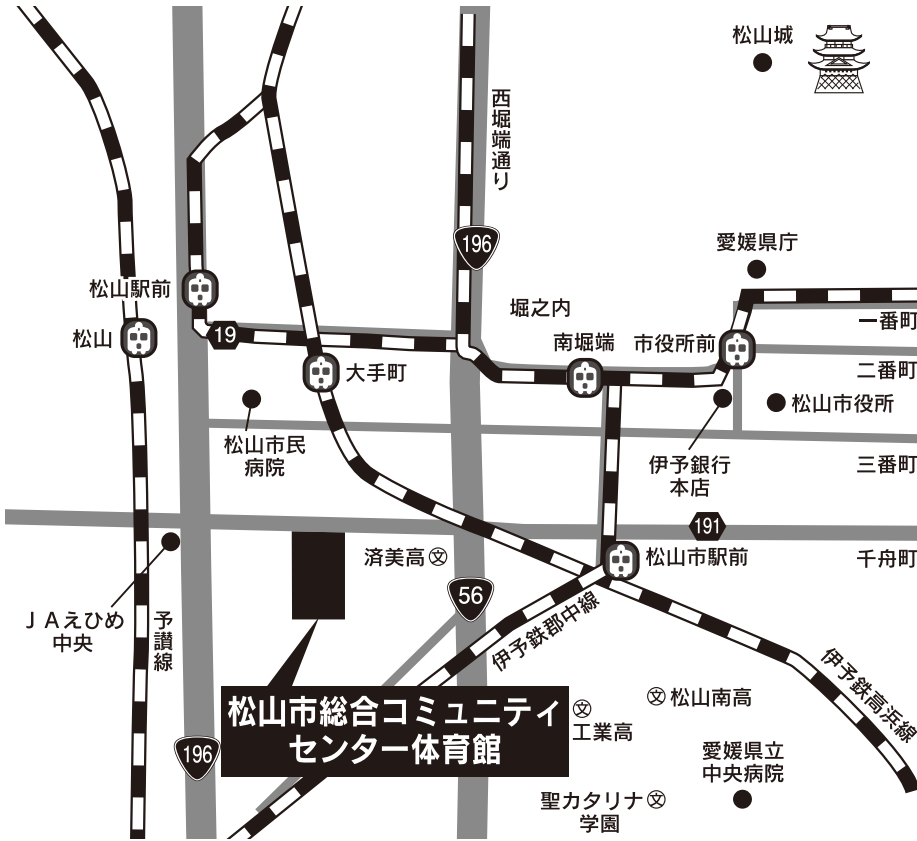 松山城
西堀端通り
196
愛媛県庁
松山駅前
堀之内
一番町
19
松山
南堀端
市役所前
大手町
二番町
松山市役所
松山市民
病院
伊予銀行
本店
三番町
191
済美高
文
松山市駅前
千舟町
56
JAえひめ
中央
予讃線
伊予鉄郡中線
伊予鉄高浜線
松山市総合コミュニティ
センター体育館
文
工業高
文
松山南高
196
愛媛県立
中央病院
聖カタリナ
学園
文